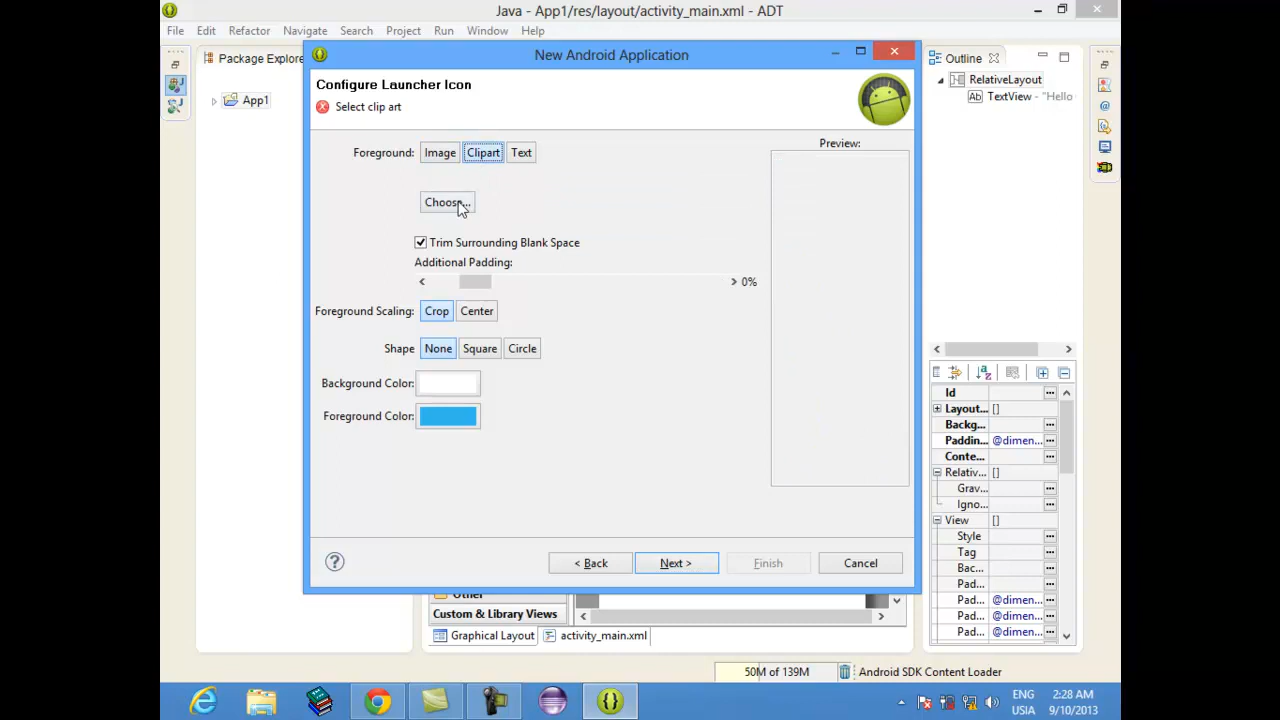 Java - App1/res/layout/activity_main.xml - ADT
File Edit Refactor Navigate Search Project Run Window Help
Package Explore
App1
New Android Application
Configure Launcher Icon
Select clip art
Foreground: Image Clipart Text
Preview:
Choose...
Trim Surrounding Blank Space
Additional Padding:
0%
Foreground Scaling: Crop Center
Shape None Square Circle
Background Color:
Foreground Color:
< Back Next > Finish Cancel
Outline
RelativeLayout
Ab TextView - "Hello
Id
Layout... []
Backg...
Paddin... @dimen...
Conte...
Relativ... []
Grav...
Igno...
View []
Style
Tag
Bac...
Pad...
Pad... @dimen...
Pad... @dimen...
Pad... @dimen...
Other
Custom & Library Views
Graphical Layout activity_main.xml
50M of 139M
Android SDK Content Loader
ENG 2:28 AM
USIA 9/10/2013